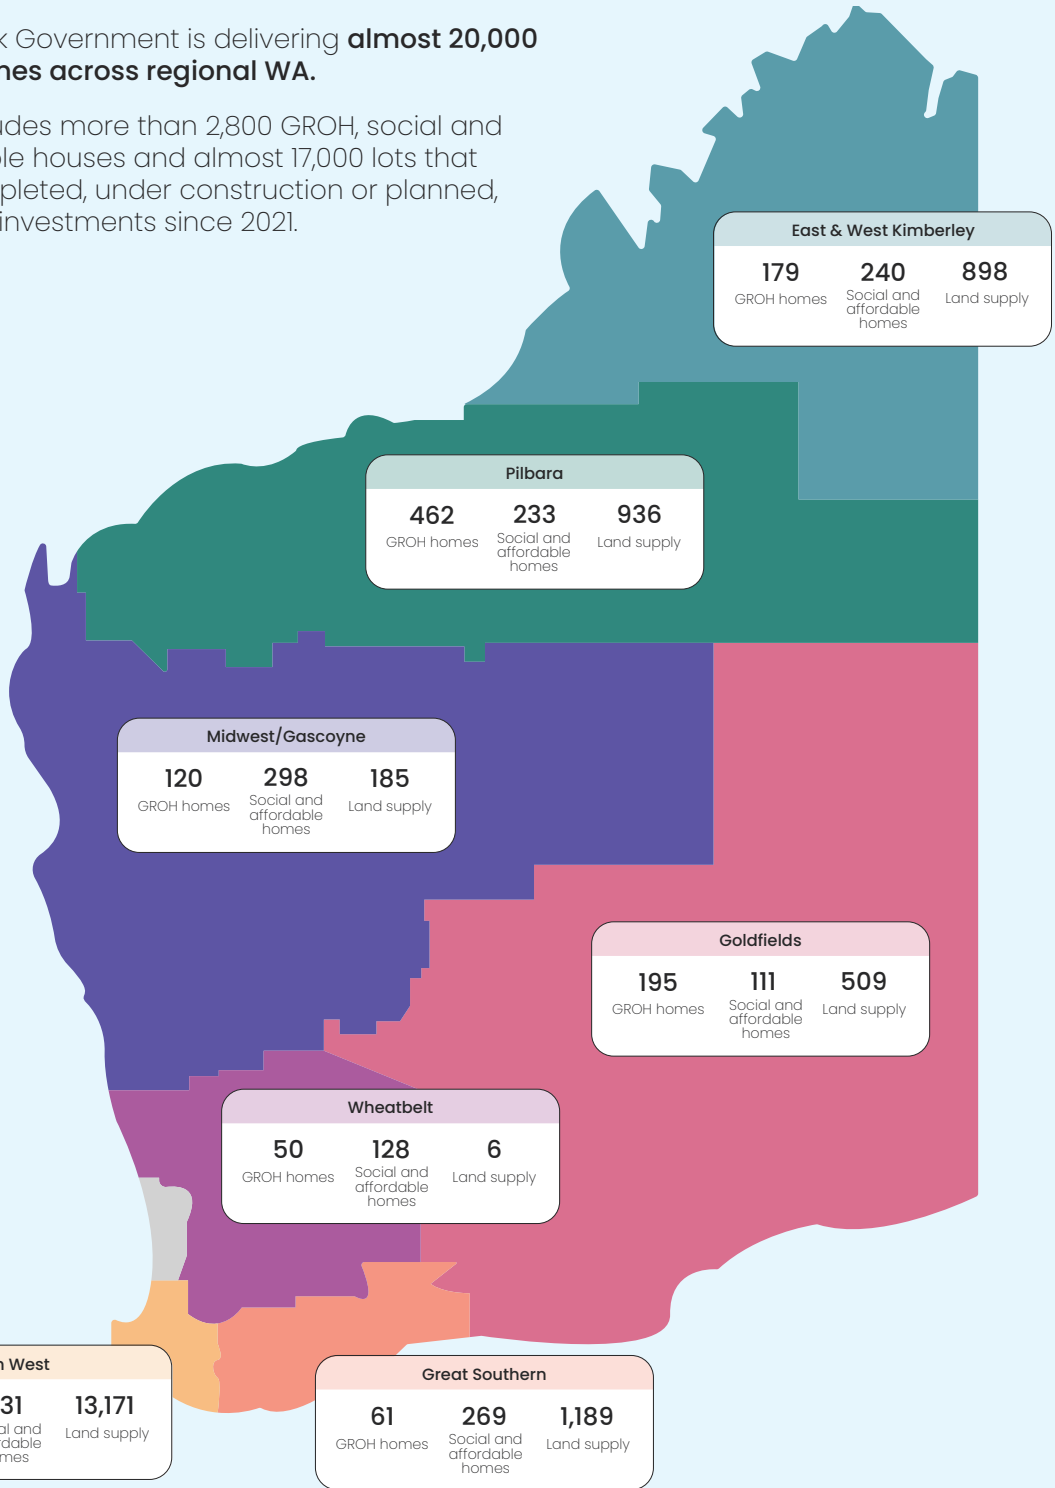 k Government is delivering almost 20,000
nes across regional WA.
udes more than 2,800 GROH, social and
ble houses and almost 17,000 lots that
pleted, under construction or planned,
investments since 2021.
East & West Kimberley
179 240 898
GROH homes Social and affordable homes Land supply
Pilbara
462 233 936
GROH homes Social and affordable homes Land supply
Midwest/Gascoyne
120 298 185
GROH homes Social and affordable homes Land supply
Goldfields
195 111 509
GROH homes Social and affordable homes Land supply
Wheatbelt
50 128 6
GROH homes Social and affordable homes Land supply
West
31 13,171
al and rdable mes Land supply
Great Southern
61 269 1,189
GROH homes Social and affordable homes Land supply